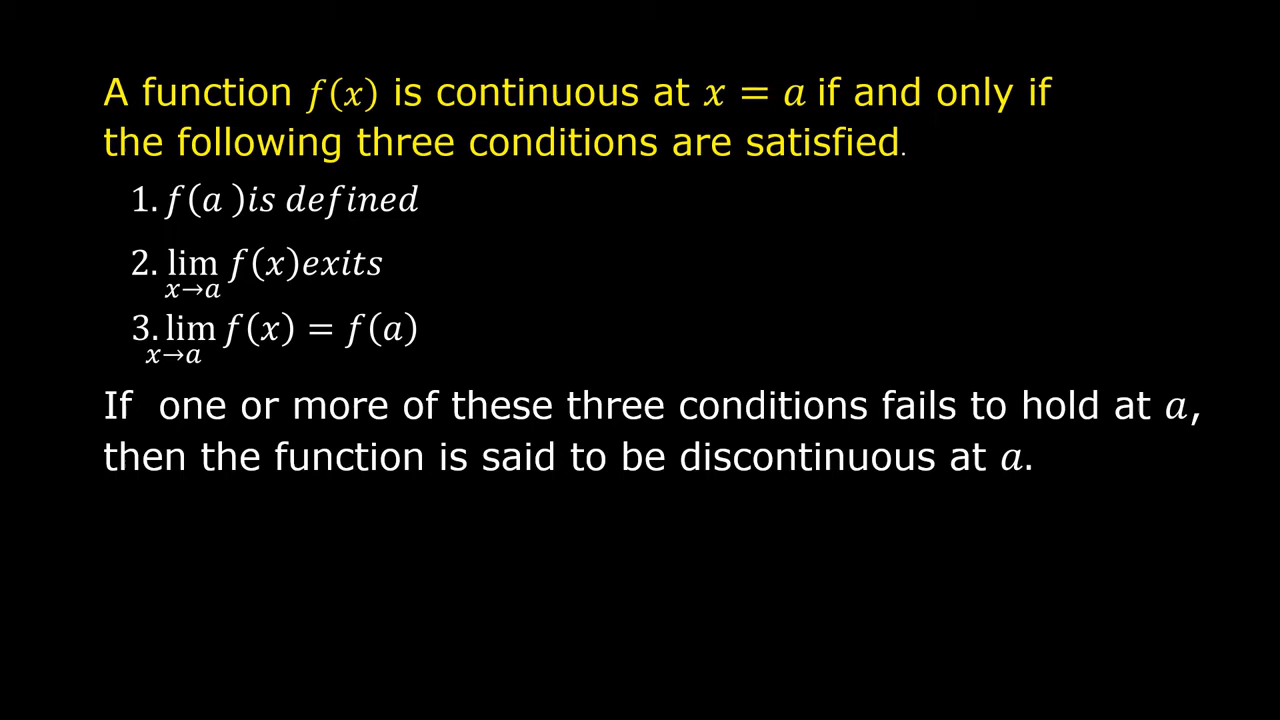 A function f(x) is continuous at x = a if and only if
the following three conditions are satisfied.
1. f(a )is defined
2. lim f(x)exits
x→a
3. lim f(x) = f(a)
x→a
If  one or more of these three conditions fails to hold at a,
then the function is said to be discontinuous at a.